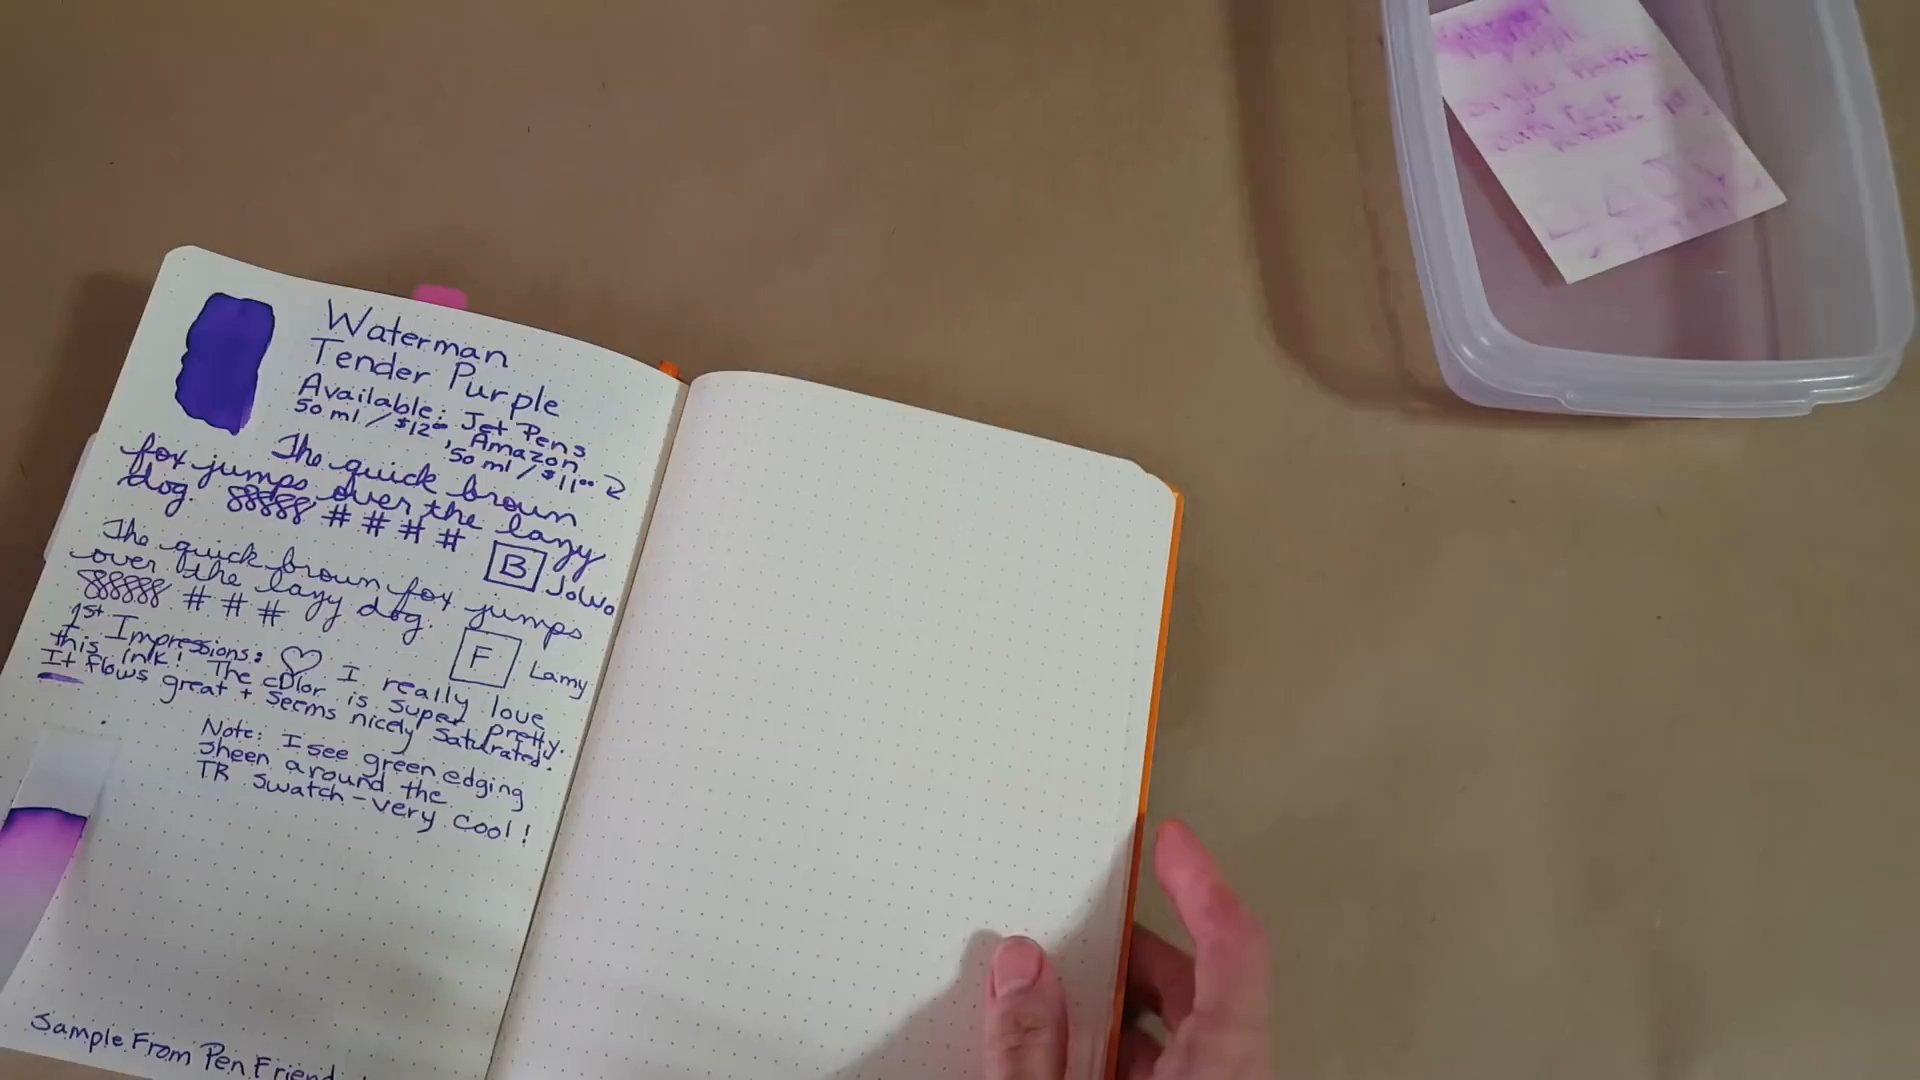 Waterman
Tender Purple
Available: Jet Pens
50 ml / $12.00, Amazon
50 ml / $11.00
The quick brown
fox jumps over the lazy
dog. 88888 # # # #
B JoWo
The quick brown fox jumps
over the lazy dog.
88888 # # #
F Lamy
1st Impressions: ♡ I really love
this ink! The color is super pretty.
It flows great + seems nicely saturated.
Note: I see green edging
sheen around the
TR swatch - very cool!
Sample From Pen Friend